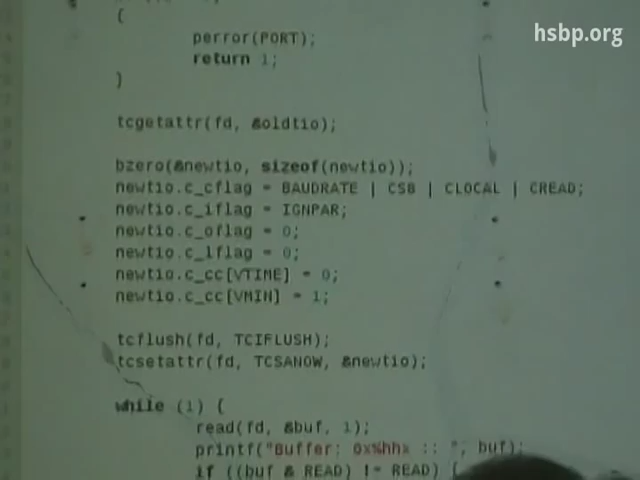 hsbp.org
{
perror(PORT);
return 1;
}
tcgetattr(fd, &oldtio);
bzero(&newtio, sizeof(newtio));
newtio.c_cflag = BAUDRATE | CS8 | CLOCAL | CREAD;
newtio.c_iflag = IGNPAR;
newtio.c_oflag = 0;
newtio.c_lflag = 0;
newtio.c_cc[VTIME] = 0;
newtio.c_cc[VMIN] = 1;
tcflush(fd, TCIFLUSH);
tcsetattr(fd, TCSANOW, &newtio);
while (1) {
read(fd, &buf, 1);
printf("Buffer: 0x%hhx :: ", buf);
if ((buf & READ) != READ) {